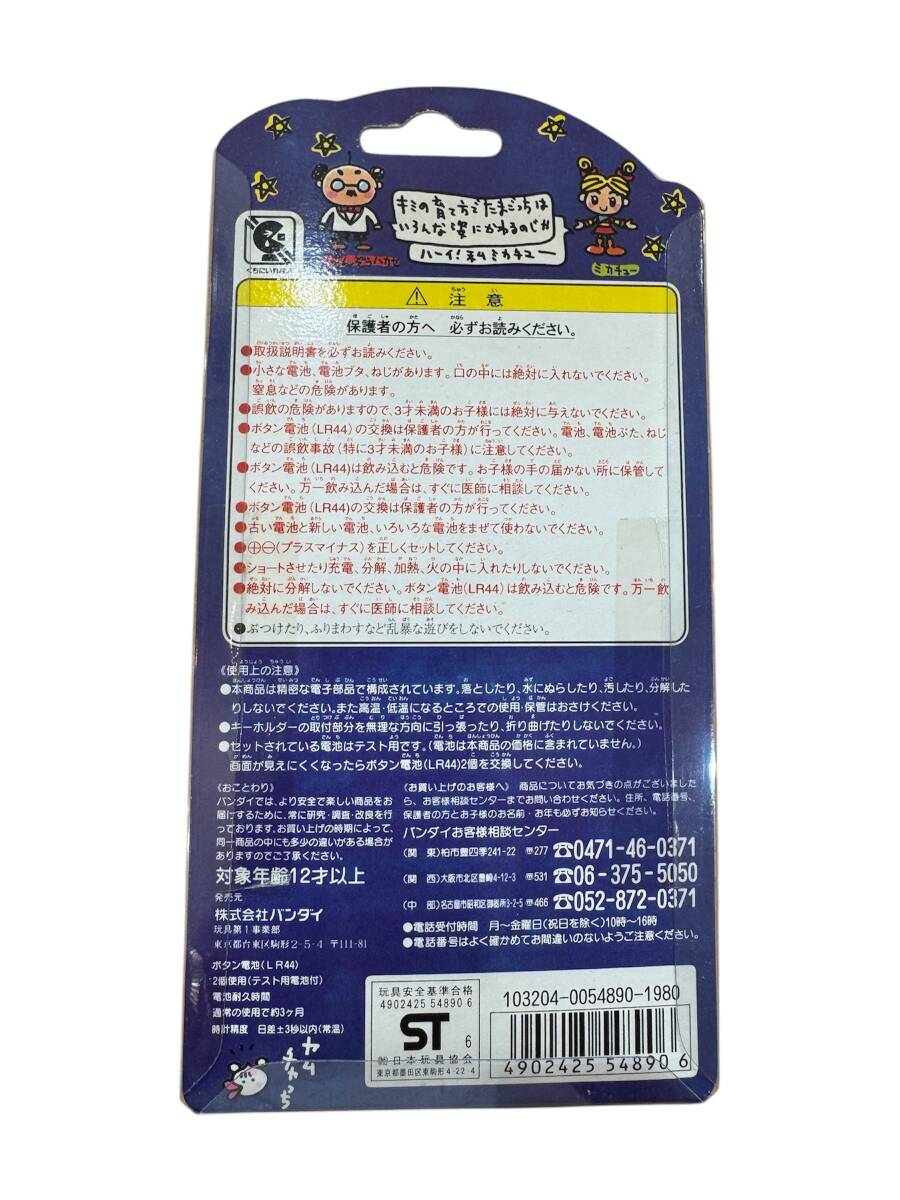 キミの育て方でたまごっちは
いろんな姿にかわるのじゃ
ハーイ!私ミカチュー
ミカチュー
くちにいれない
⚠ 注意
保護者の方へ 必ずお読みください。
●取扱説明書を必ずお読みください。
●小さな電池、電池ブタ、ねじがあります。口の中には絶対に入れないでください。
窒息などの危険があります。
●誤飲の危険がありますので、3才未満のお子様には絶対に与えないでください。
●ボタン電池(LR44)の交換は保護者の方が行ってください。電池、電池ぶた、ねじ
などの誤飲事故(特に3才未満のお子様)に注意してください。
●ボタン電池(LR44)は飲み込むと危険です。お子様の手の届かない所に保管して
ください。万一飲み込んだ場合は、すぐに医師に相談してください。
●ボタン電池(LR44)の交換は保護者の方が行ってください。
●古い電池と新しい電池、いろいろな電池をまぜて使わないでください。
●⊕⊖(プラスマイナス)を正しくセットしてください。
●ショートさせたり充電、分解、加熱、火の中に入れたりしないでください。
●絶対に分解しないでください。ボタン電池(LR44)は飲み込むと危険です。万一飲
み込んだ場合は、すぐに医師に相談してください。
●ぶつけたり、ふりまわすなど乱暴な遊びをしないでください。
《使用上の注意》
●本商品は精密な電子部品で構成されています。落としたり、水にぬらしたり、汚したり、分解した
りしないでください。また高温・低温になるところでの使用・保管はおさけください。
●キーホルダーの取付部分を無理な方向に引っ張ったり、折り曲げたりしないでください。
●セットされている電池はテスト用です。(電池は本商品の価格に含まれていません。)
画面が見えにくくなったらボタン電池(LR44)2個を交換してください。
〈おことわり〉
バンダイでは、より安全で楽しい商品をお
届けするために、常に研究・調査・改良を行
っております。お買い上げの時期によって、
同一商品の中にも多少の違いがある場合が
ありますのでご了承ください。
対象年齢12才以上
発売元
株式会社バンダイ
玩具第1事業部
東京都台東区駒形2-5-4 〒111-81
ボタン電池(LR44)
2個使用(テスト用電池付)
電池耐久時間
通常の使用で約3ヶ月
時計精度 日差±3秒以内(常温)
〈お買い上げのお客様へ〉 商品についてお気づきの点がございました
ら、お客様相談センターまでお問い合わせください。住所、電話番号、
保護者の方とお子様のお名前・お年も必ずお知らせください。
バンダイお客様相談センター
(関 東)柏市豊四季241-22 〒277 ☎0471-46-0371
(関 西)大阪市北区豊崎4-12-3 〒531 ☎06-375-5050
(中 部)名古屋市昭和区御器所3-2-5 〒466 ☎052-872-0371
●電話受付時間 月~金曜日(祝日を除く)10時~16時
●電話番号はよく確かめてお間違いのないようご注意ください。
玩具安全基準合格
4902425 54890 6
ST 6
㈳日本玩具協会
東京都墨田区東駒形4-22-4
103204-0054890-1980
4 902425 548906